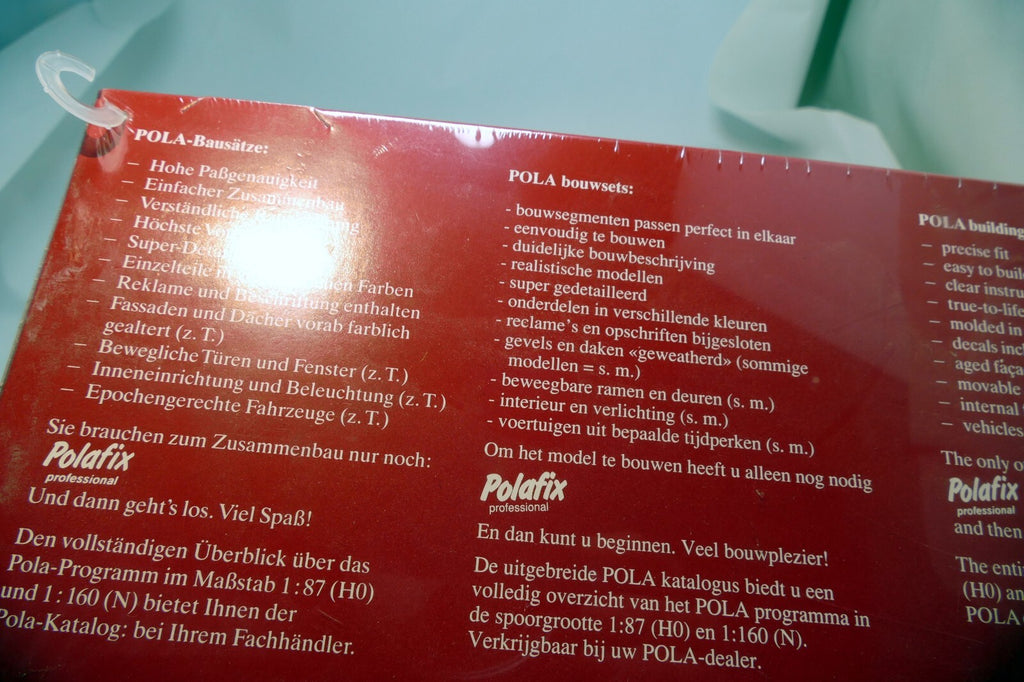 POLA-Bausätze:
– Hohe Paßgenauigkeit
– Einfacher Zusammenbau
– Verständliche
– Höchste
– Super-
– Einzelteile in Farben
– Reklame und Beschriftung enthalten
– Fassaden und Dächer vorab farblich
gealtert (z. T.)
– Bewegliche Türen und Fenster (z. T.)
– Inneneinrichtung und Beleuchtung (z. T.)
– Epochengerechte Fahrzeuge (z. T.)
Sie brauchen zum Zusammenbau nur noch:
Polafix
professional
Und dann geht's los. Viel Spaß!
Den vollständigen Überblick über das
Pola-Programm im Maßstab 1:87 (H0)
und 1:160 (N) bietet Ihnen der
Pola-Katalog: bei Ihrem Fachhändler.
POLA bouwsets:
- bouwsegmenten passen perfect in elkaar
- eenvoudig te bouwen
- duidelijke bouwbeschrijving
- realistische modellen
- super gedetailleerd
- onderdelen in verschillende kleuren
- reclame's en opschriften bijgesloten
- gevels en daken «geweatherd» (sommige
modellen = s. m.)
- beweegbare ramen en deuren (s. m.)
- interieur en verlichting (s. m.)
- voertuigen uit bepaalde tijdperken (s. m.)
Om het model te bouwen heeft u alleen nog nodig
Polafix
professional
En dan kunt u beginnen. Veel bouwplezier!
De uitgebreide POLA katalogus biedt u een
volledig overzicht van het POLA programma in
de spoorgrootte 1:87 (H0) en 1:160 (N).
Verkrijgbaar bij uw POLA-dealer.
POLA building
– precise fit
– easy to buil
– clear instru
– true-to-life
– molded in
– decals incl
– aged faça
– movable
– internal
– vehicles
The only o
Polafix
professional
and then
The enti
(H0) an
POLA